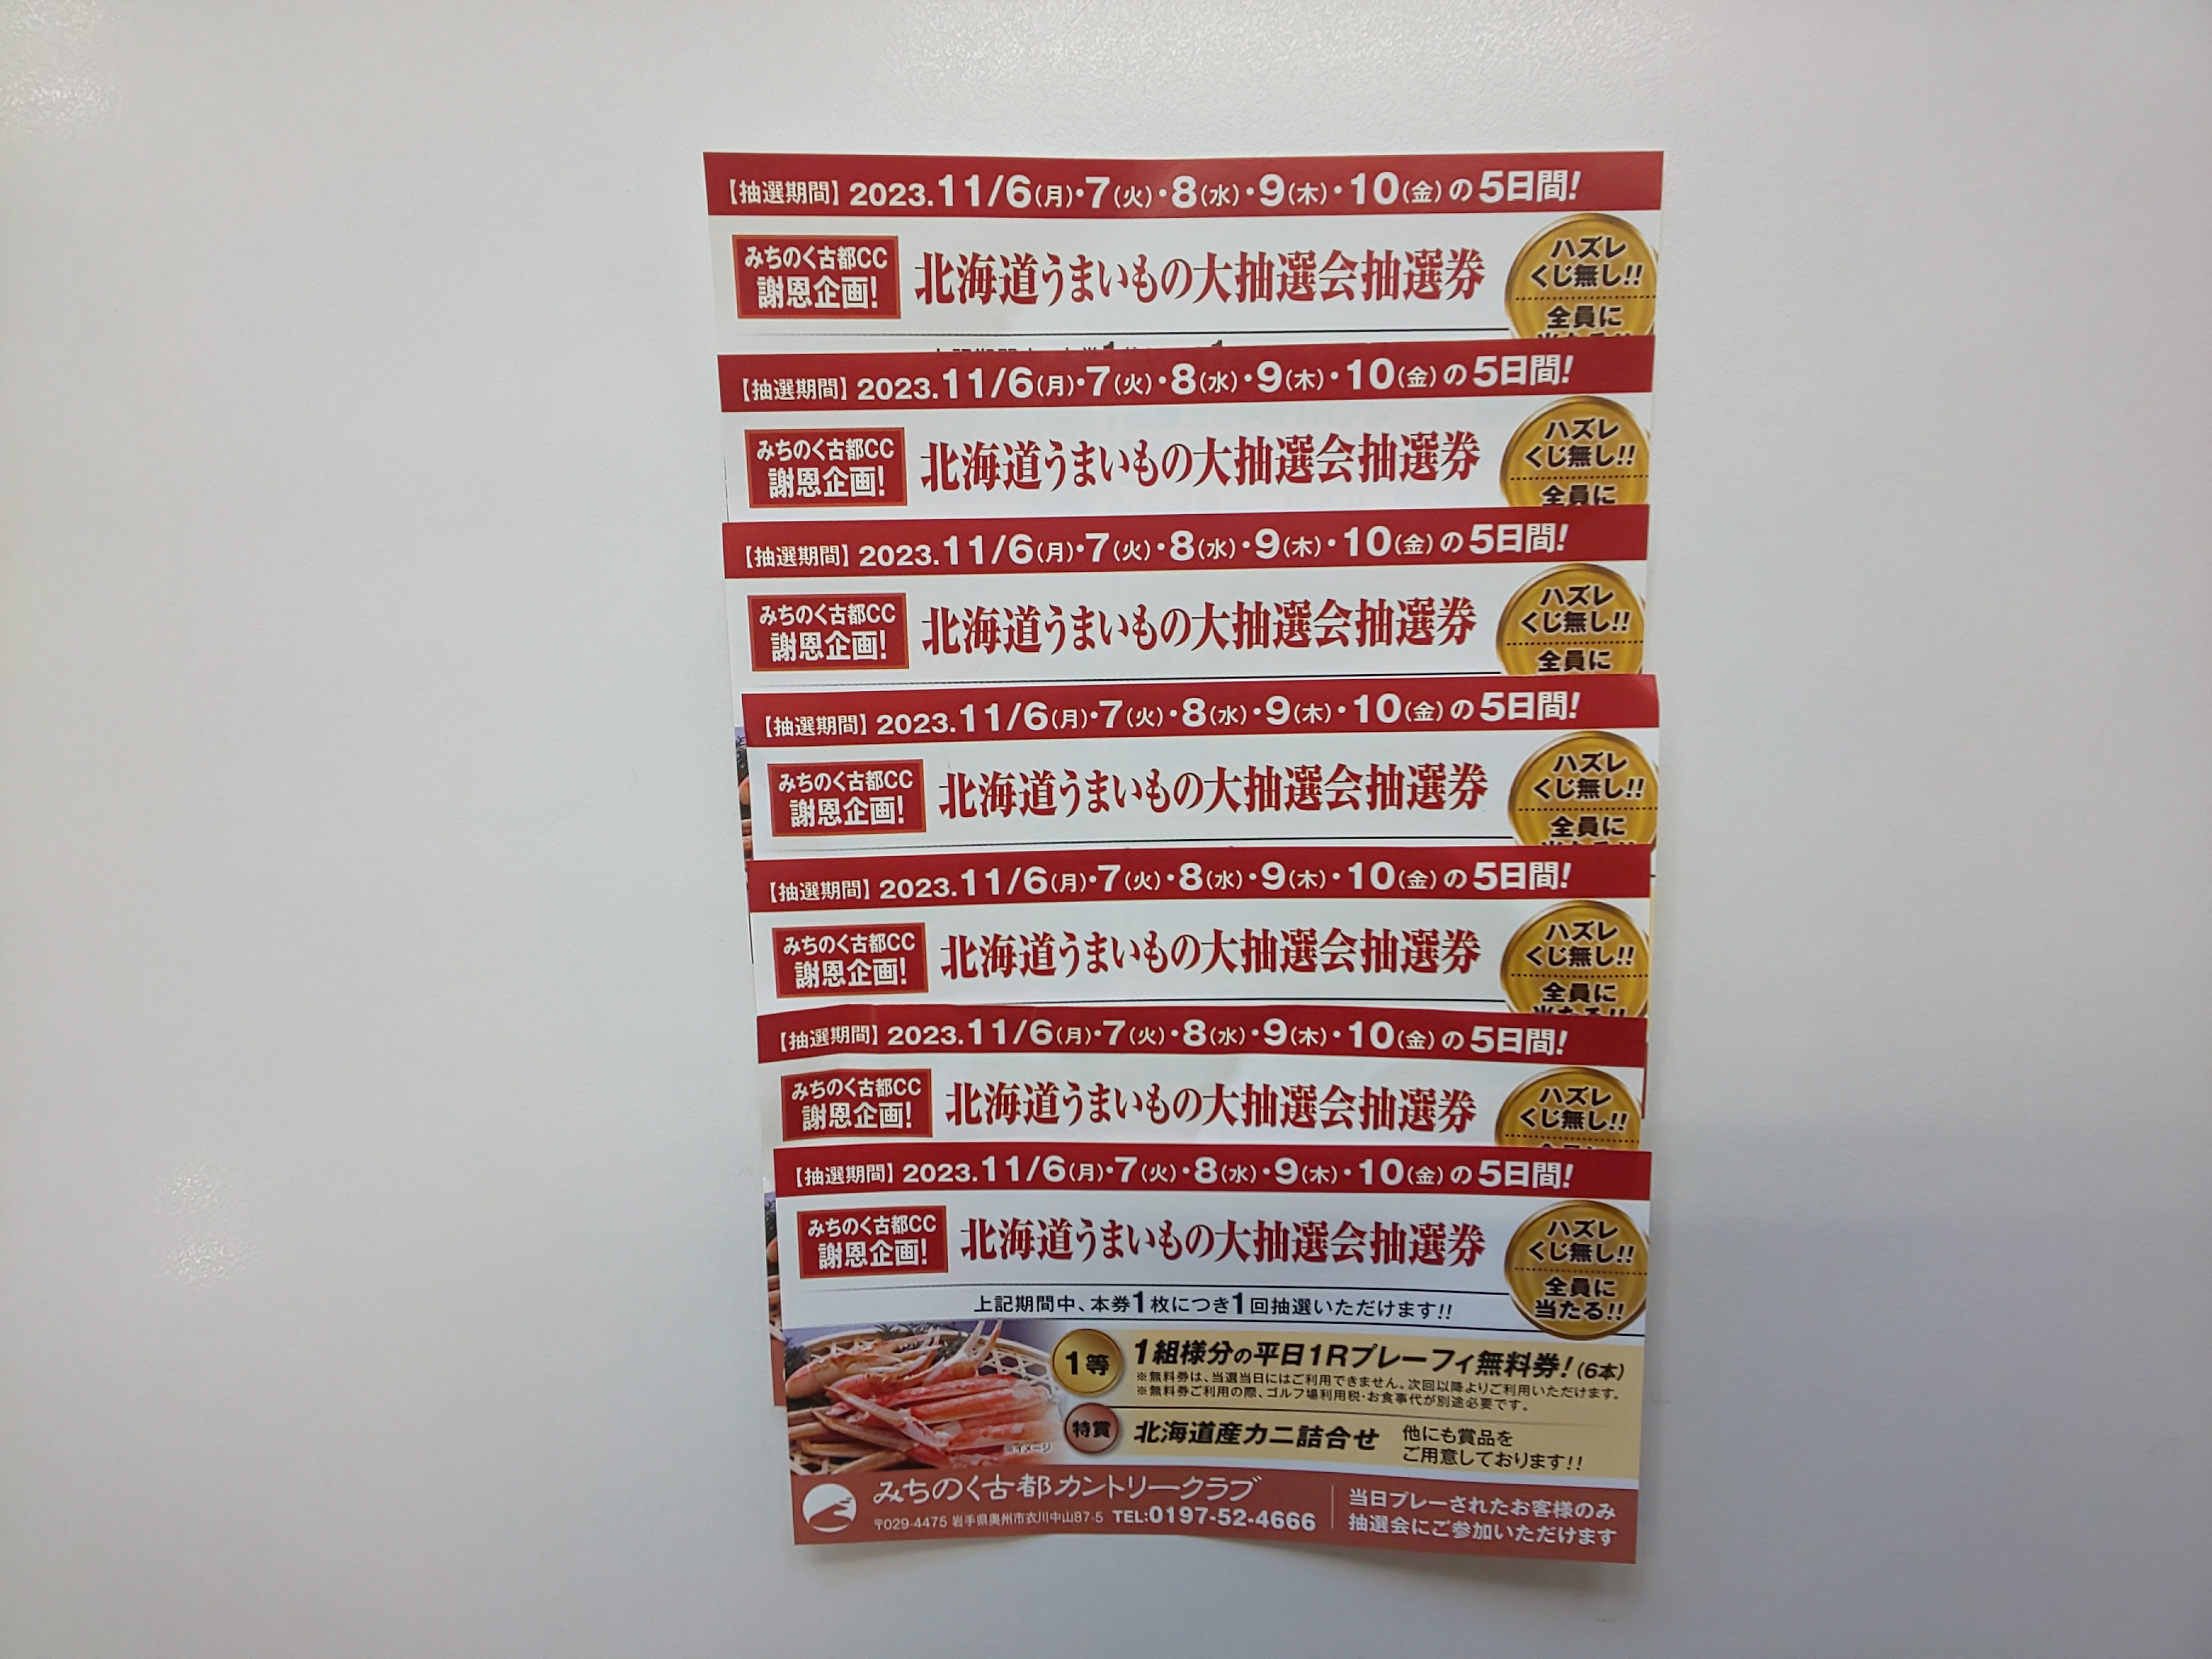 【抽選期間】2023.11/6(月)・7(火)・8(水)・9(木)・10(金)の5日間!
みちのく古都CC
謝恩企画!
北海道うまいもの大抽選会抽選券
ハズレ
くじ無し!!
全員に
【抽選期間】2023.11/6(月)・7(火)・8(水)・9(木)・10(金)の5日間!
みちのく古都CC
謝恩企画!
北海道うまいもの大抽選会抽選券
ハズレ
くじ無し!!
全員に
【抽選期間】2023.11/6(月)・7(火)・8(水)・9(木)・10(金)の5日間!
みちのく古都CC
謝恩企画!
北海道うまいもの大抽選会抽選券
ハズレ
くじ無し!!
全員に
【抽選期間】2023.11/6(月)・7(火)・8(水)・9(木)・10(金)の5日間!
みちのく古都CC
謝恩企画!
北海道うまいもの大抽選会抽選券
ハズレ
くじ無し!!
全員に
【抽選期間】2023.11/6(月)・7(火)・8(水)・9(木)・10(金)の5日間!
みちのく古都CC
謝恩企画!
北海道うまいもの大抽選会抽選券
ハズレ
くじ無し!!
全員に
【抽選期間】2023.11/6(月)・7(火)・8(水)・9(木)・10(金)の5日間!
みちのく古都CC
謝恩企画!
北海道うまいもの大抽選会抽選券
ハズレ
くじ無し!!
【抽選期間】2023.11/6(月)・7(火)・8(水)・9(木)・10(金)の5日間!
みちのく古都CC
謝恩企画!
北海道うまいもの大抽選会抽選券
ハズレ
くじ無し!!
全員に
当たる!!
上記期間中、本券1枚につき1回抽選いただけます!!
1等
1組様分の平日1Rプレーフィ無料券!(6本)
※無料券は、当選当日にはご利用できません。次回以降よりご利用いただけます。
※無料券ご利用の際、ゴルフ場利用税・お食事代が別途必要です。
特賞
北海道産カニ詰合せ
他にも賞品を
ご用意しております!!
※イメージ
みちのく古都カントリークラブ
〒029-4475 岩手県奥州市衣川中山87-5 TEL:0197-52-4666
当日プレーされたお客様のみ
抽選会にご参加いただけます